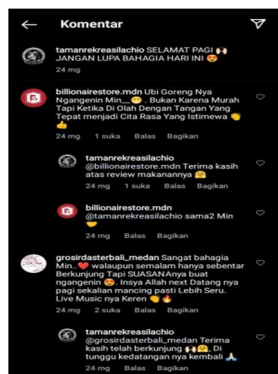 Komentar
tamanrekreasilachio SELAMAT PAGI 🙌
JANGAN LUPA BAHAGIA HARI INI 😍
24 mg
billionairestore.mdn Ubi Goreng Nya
Ngangenin Min,,,😁 . Bukan Karena Murah
Tapi Ketika Di Olah Dengan Tangan Yang
Tepat menjadi Cita Rasa Yang Istimewa 👏
👍
24 mg 1 suka Balas Bagikan
tamanrekreasilachio
@billionairestore.mdn Terima kasih
atas review makanannya 🤗
24 mg 1 suka Balas Bagikan
billionairestore.mdn
@tamanrekreasilachio sama2 Min
24 mg Balas Bagikan
grosirdasterbali_medan Sangat bahagia
Min..❤️ walaupun semalam hanya sebentar
Berkunjung Tapi SUASANAnya buat
ngangenin 😍. Insya Allah next Datang nya
pagi sekalian mancing pasti Lebih Seru.
Live Music nya Keren 👏🔥
24 mg 2 suka Balas Bagikan
tamanrekreasilachio
@grosirdasterbali_medan Terima
kasih telah berkunjung 🙌🤗, Di
tunggu kedatangan nya kembali 🙏
24 mg Balas Bagikan